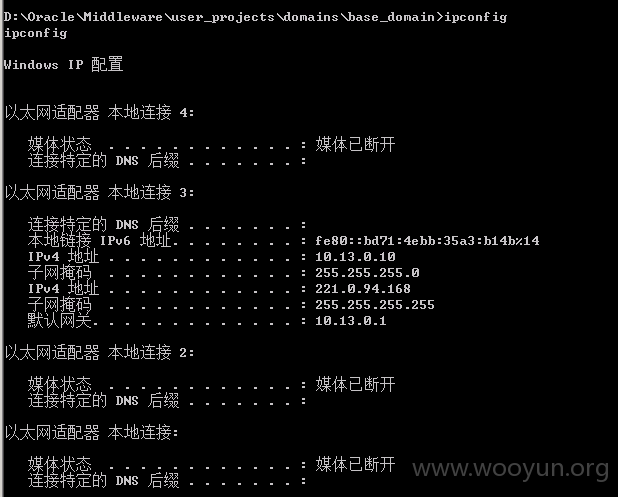 D:\Oracle\Middleware\user_projects\domains\base_domain>ipconfig
ipconfig
Windows IP 配置
以太网适配器 本地连接 4:
媒体状态 . . . . . . . . . . . . : 媒体已断开
连接特定的 DNS 后缀 . . . . . . . :
以太网适配器 本地连接 3:
连接特定的 DNS 后缀 . . . . . . . :
本地链接 IPv6 地址. . . . . . . . : fe80::bd71:4ebb:35a3:b14b%14
IPv4 地址 . . . . . . . . . . . . : 10.13.0.10
子网掩码 . . . . . . . . . . . . : 255.255.255.0
IPv4 地址 . . . . . . . . . . . . : 221.0.94.168
子网掩码 . . . . . . . . . . . . : 255.255.255.255
默认网关. . . . . . . . . . . . . : 10.13.0.1
以太网适配器 本地连接 2:
媒体状态 . . . . . . . . . . . . : 媒体已断开
连接特定的 DNS 后缀 . . . . . . . :
以太网适配器 本地连接:
媒体状态 . . . . . . . . . . . . : 媒体已断开
连接特定的 DNS 后缀 . . . . . . . :
www.wooyun.org